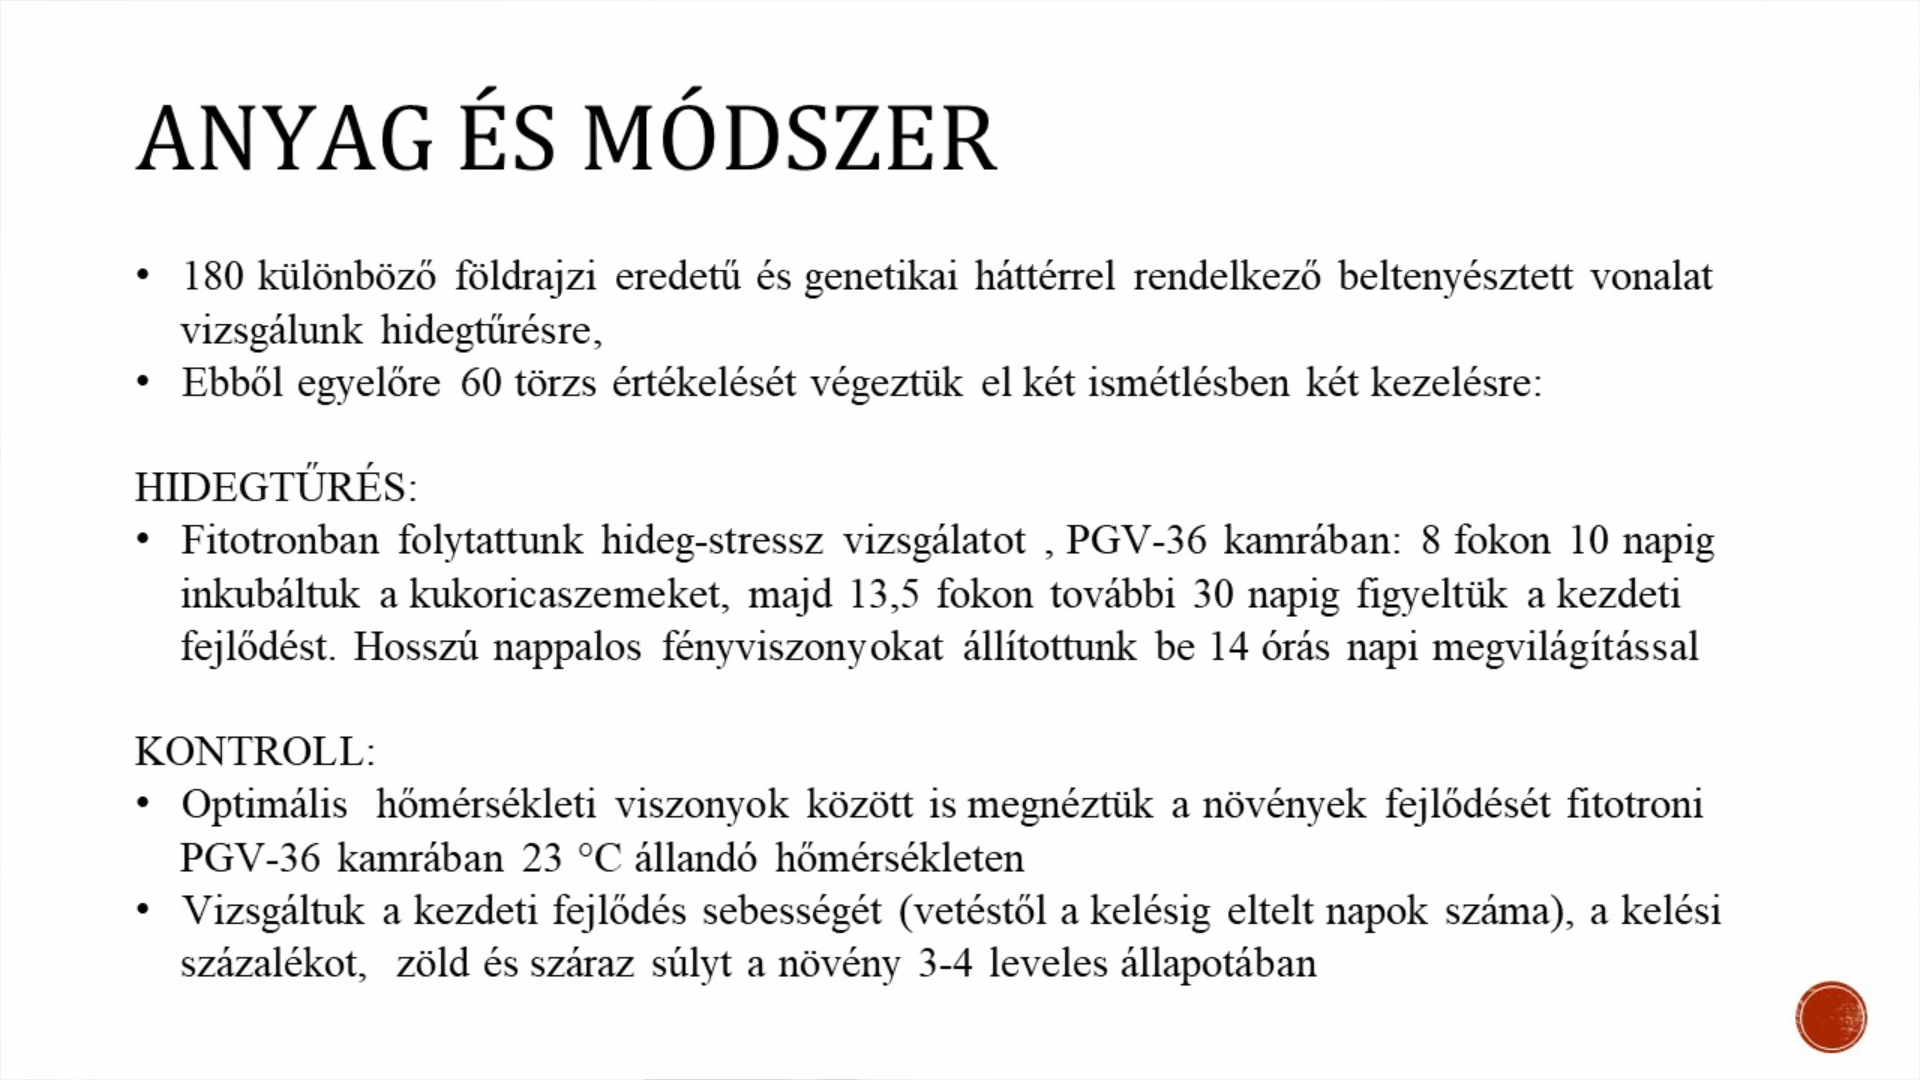 ANYAG ÉS MÓDSZER
• 180 különböző földrajzi eredetű és genetikai háttérrel rendelkező beltenyésztett vonalat
vizsgálunk hidegtűrésre,
• Ebből egyelőre 60 törzs értékelését végeztük el két ismétlésben két kezelésre:
HIDEGTŰRÉS:
• Fitotronban folytattunk hideg-stressz vizsgálatot , PGV-36 kamrában: 8 fokon 10 napig
inkubáltuk a kukoricaszemeket, majd 13,5 fokon további 30 napig figyeltük a kezdeti
fejlődést. Hosszú nappalos fényviszonyokat állítottunk be 14 órás napi megvilágítással
KONTROLL:
• Optimális hőmérsékleti viszonyok között is megnéztük a növények fejlődését fitotroni
PGV-36 kamrában 23 °C állandó hőmérsékleten
• Vizsgáltuk a kezdeti fejlődés sebességét (vetéstől a kelésig eltelt napok száma), a kelési
százalékot, zöld és száraz súlyt a növény 3-4 leveles állapotában